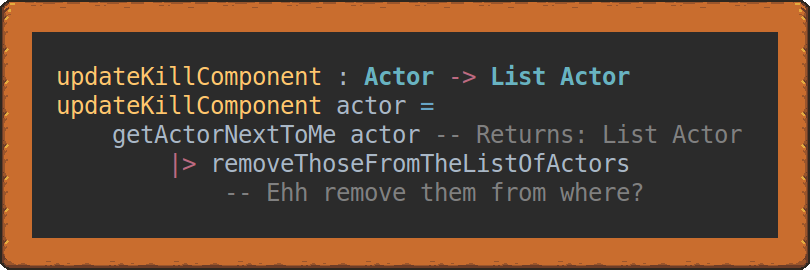 updateKillComponent : Actor -> List Actor
updateKillComponent actor =
    getActorNextToMe actor -- Returns: List Actor
        |> removeThoseFromTheListOfActors
            -- Ehh remove them from where?